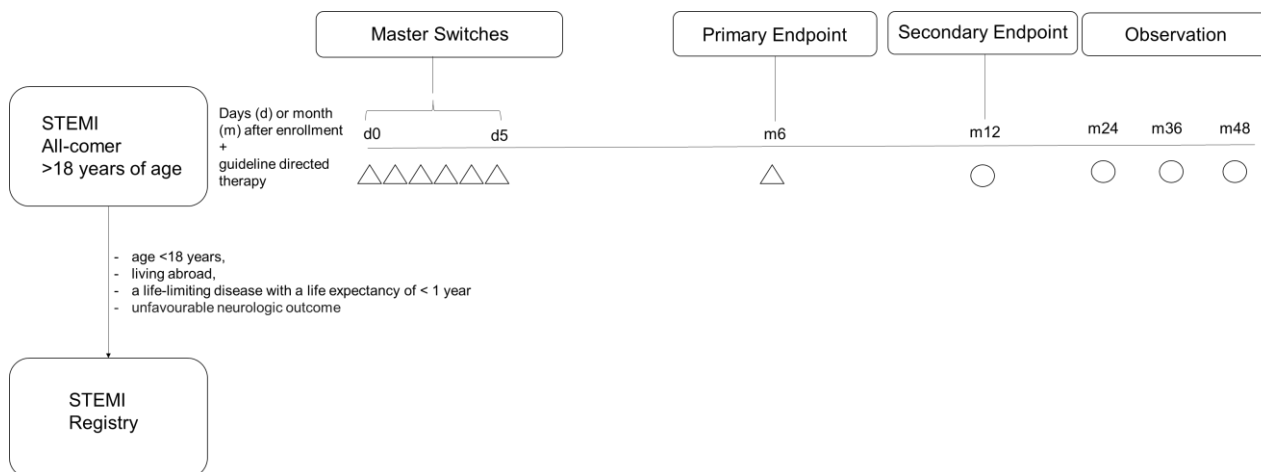 Master Switches
Primary Endpoint
Secondary Endpoint
Observation
STEMI
All-comer
>18 years of age
Days (d) or month
(m) after enrollment
+
guideline directed
therapy
d0
d5
m6
m12
m24
m36
m48
- age <18 years,
- living abroad,
- a life-limiting disease with a life expectancy of < 1 year
- unfavourable neurologic outcome
STEMI
Registry